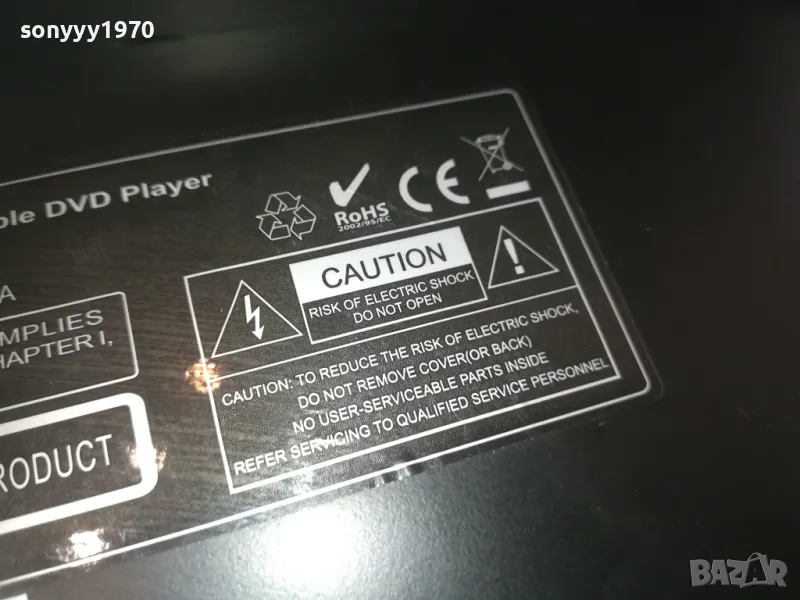 sonyyy1970
ble DVD Player
RoHS
2002/95/EC
CE
A
MPLIES
HAPTER I,
RODUCT
CAUTION
RISK OF ELECTRIC SHOCK
DO NOT OPEN
CAUTION: TO REDUCE THE RISK OF ELECTRIC SHOCK,
DO NOT REMOVE COVER(OR BACK)
NO USER-SERVICEABLE PARTS INSIDE
REFER SERVICING TO QUALIFIED SERVICE PERSONNEL
BAZAR